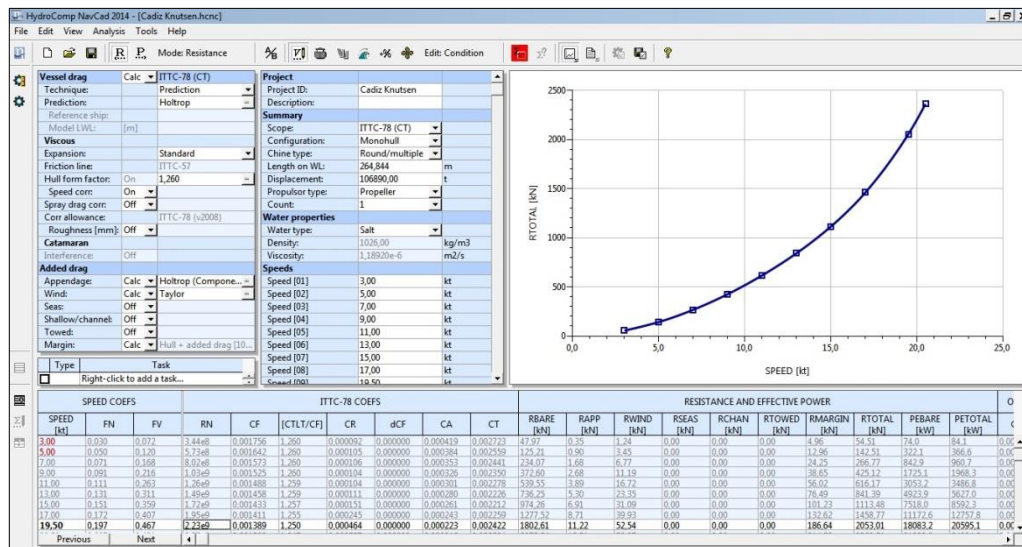 HydroComp NavCad 2014 - [Cadiz Knutsen.hcnc]
File Edit View Analysis Tools Help
R P. Mode: Resistance A/B Edit: Condition
Vessel drag Calc ITTC-78 (CT)
Technique: Prediction
Prediction: Holtrop
Reference ship:
Model LWL: [m]
Viscous
Expansion: Standard
Friction line: ITTC-57
Hull form factor: On 1,260
Speed corr: On
Spray drag corr: Off
Corr allowance: ITTC-78 (v2008)
Roughness [mm]: Off
Catamaran
Interference: Off
Added drag
Appendage: Calc Holtrop (Compone...
Wind: Calc Taylor
Seas: Off
Shallow/channel: Off
Towed: Off
Margin: Calc Hull + added drag [10...
Type Task
Right-click to add a task...
Project
Project ID: Cadiz Knutsen
Description:
Summary
Scope: ITTC-78 (CT)
Configuration: Monohull
Chine type: Round/multiple
Length on WL: 264,844 m
Displacement: 106890,00 t
Propulsor type: Propeller
Count: 1
Water properties
Water type: Salt
Density: 1026,00 kg/m3
Viscosity: 1,18920e-6 m2/s
Speeds
Speed [01] 3,00 kt
Speed [02] 5,00 kt
Speed [03] 7,00 kt
Speed [04] 9,00 kt
Speed [05] 11,00 kt
Speed [06] 13,00 kt
Speed [07] 15,00 kt
Speed [08] 17,00 kt
Speed [09] 19,50 kt
RTOTAL [kN]
2500
2000
1500
1000
500
0
0,0 5,0 10,0 15,0 20,0 25,0
SPEED [kt]
SPEED COEFS ITTC-78 COEFS RESISTANCE AND EFFECTIVE POWER
SPEED [kt] FN FV RN CF [CTLT/CF] CR dCF CA CT RBARE [kN] RAPP [kN] RWIND [kN] RSEAS [kN] RCHAN [kN] RTOWED [kN] RMARGIN [kN] RTOTAL [kN] PEBARE [kW] PETOTAL [kW]
3,00 0,030 0,072 3,44e8 0,001756 1,260 0,000092 0,000000 0,000419 0,002723 47,97 0,35 1,24 0,00 0,00 0,00 4,96 54,51 74,0 84,1
5,00 0,050 0,120 5,73e8 0,001642 1,260 0,000105 0,000000 0,000384 0,002559 125,21 0,90 3,45 0,00 0,00 0,00 12,96 142,51 322,1 366,6
7,00 0,071 0,168 8,02e8 0,001573 1,260 0,000106 0,000000 0,000353 0,002441 234,07 1,68 6,77 0,00 0,00 0,00 24,25 266,77 842,9 960,7
9,00 0,091 0,216 1,03e9 0,001525 1,260 0,000104 0,000000 0,000326 0,002350 372,60 2,68 11,19 0,00 0,00 0,00 38,65 425,12 1725,1 1968,3
11,00 0,111 0,263 1,26e9 0,001488 1,259 0,000104 0,000000 0,000301 0,002278 539,55 3,89 16,72 0,00 0,00 0,00 56,02 616,17 3053,2 3486,8
13,00 0,131 0,311 1,49e9 0,001458 1,259 0,000111 0,000000 0,000280 0,002226 736,25 5,30 23,35 0,00 0,00 0,00 76,49 841,39 4923,9 5627,0
15,00 0,151 0,359 1,72e9 0,001433 1,257 0,000151 0,000000 0,000261 0,002212 974,26 6,91 31,09 0,00 0,00 0,00 101,23 1113,48 7518,0 8592,3
17,00 0,172 0,407 1,95e9 0,001411 1,255 0,000245 0,000000 0,000243 0,002259 1277,52 8,71 39,93 0,00 0,00 0,00 132,62 1458,77 11172,6 12757,8
19,50 0,197 0,467 2,23e9 0,001389 1,250 0,000464 0,000000 0,000223 0,002422 1802,61 11,22 52,54 0,00 0,00 0,00 186,64 2053,01 18083,2 20595,1
Previous Next